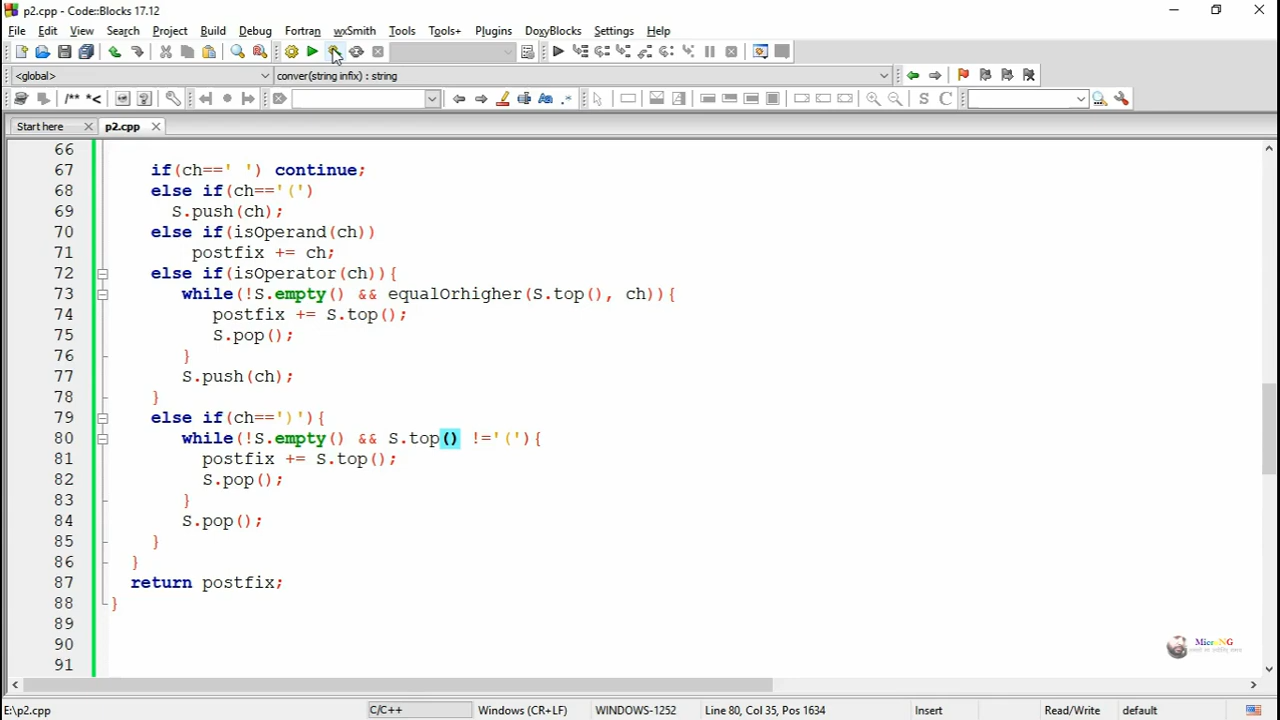 p2.cpp - Code::Blocks 17.12
File Edit View Search Project Build Debug Fortran wxSmith Tools Tools+ Plugins DoxyBlocks Settings Help
<global> conver(string infix) : string
/** *<
S C
Start here p2.cpp
66
67 if(ch==' ') continue;
68 else if(ch=='(')
69 S.push(ch);
70 else if(isOperand(ch))
71 postfix += ch;
72 else if(isOperator(ch)){
73 while(!S.empty() && equalOrhigher(S.top(), ch)){
74 postfix += S.top();
75 S.pop();
76 }
77 S.push(ch);
78 }
79 else if(ch==')'){
80 while(!S.empty() && S.top() !='('){
81 postfix += S.top();
82 S.pop();
83 }
84 S.pop();
85 }
86 }
87 return postfix;
88 }
89
90
91
MicroNG
E:\p2.cpp C/C++ Windows (CR+LF) WINDOWS-1252 Line 80, Col 35, Pos 1634 Insert Read/Write default